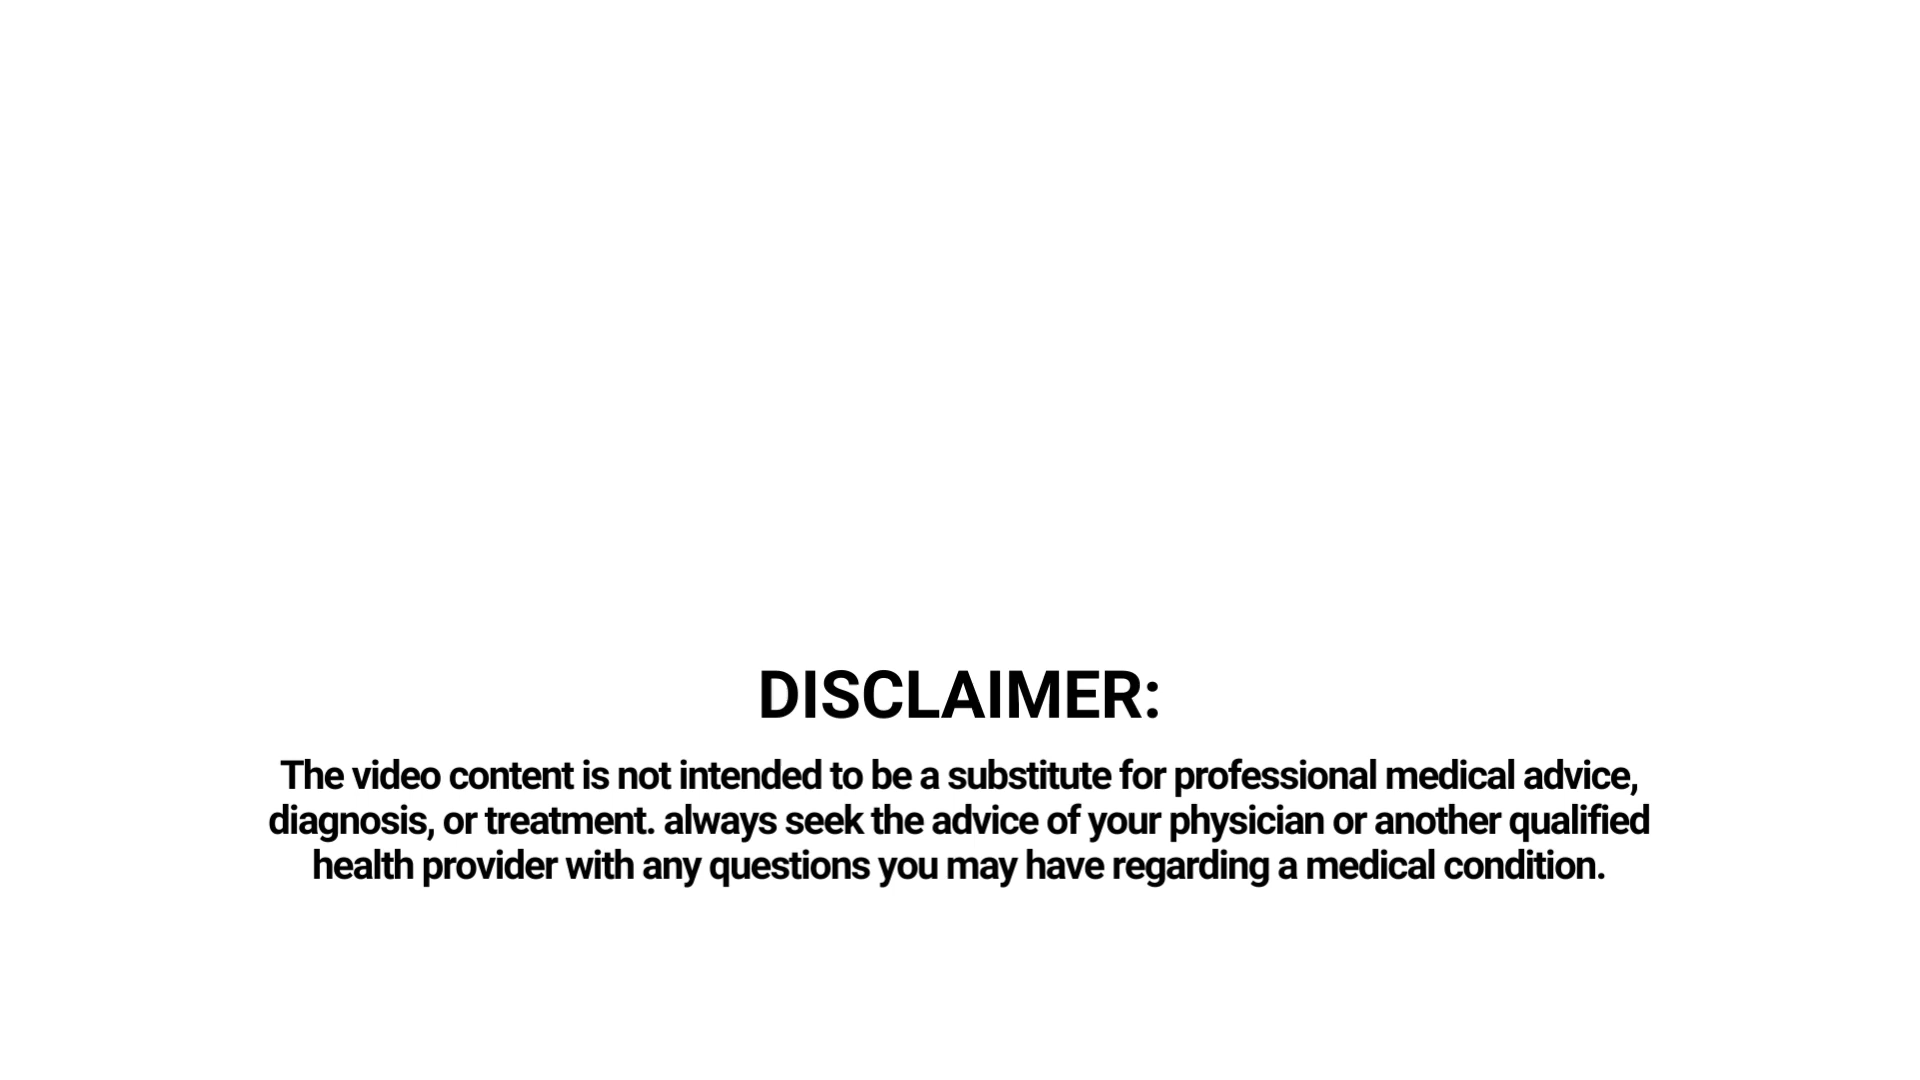 DISCLAIMER:
The video content is not intended to be a substitute for professional medical advice,
diagnosis, or treatment. always seek the advice of your physician or another qualified
health provider with any questions you may have regarding a medical condition.